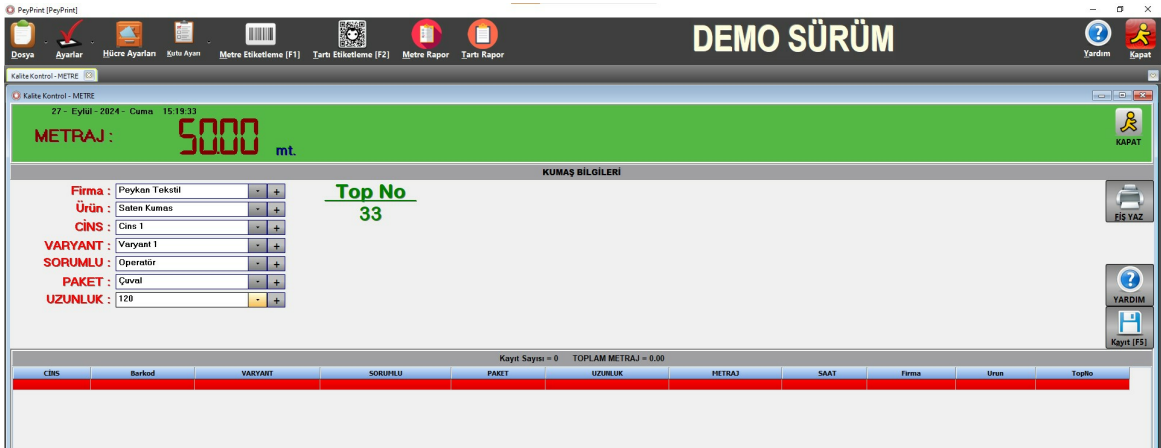 PeyPrint [PeyPrint]
Dosya Ayarlar Hücre Ayarları Kutu Ayarı Metre Etiketleme [F1] Tartı Etiketleme [F2] Metre Rapor Tartı Rapor DEMO SÜRÜM Yardım Kapat
Kalite Kontrol - METRE
Kalite Kontrol - METRE
27 - Eylül - 2024 - Cuma 15:19:33
METRAJ : 50.00 mt. KAPAT
KUMAŞ BİLGİLERİ
Firma : Peykan Tekstil - +
Ürün : Saten Kumas - +
CİNS : Cins 1 - +
VARYANT : Varyant 1 - +
SORUMLU : Operatör - +
PAKET : Çuval - +
UZUNLUK : 120 - +
Top No
33
FİŞ YAZ
YARDIM
Kayıt [F5]
Kayıt Sayısı = 0 TOPLAM METRAJ = 0.00
CİNS Barkod VARYANT SORUMLU PAKET UZUNLUK METRAJ SAAT Firma Urun TopNo